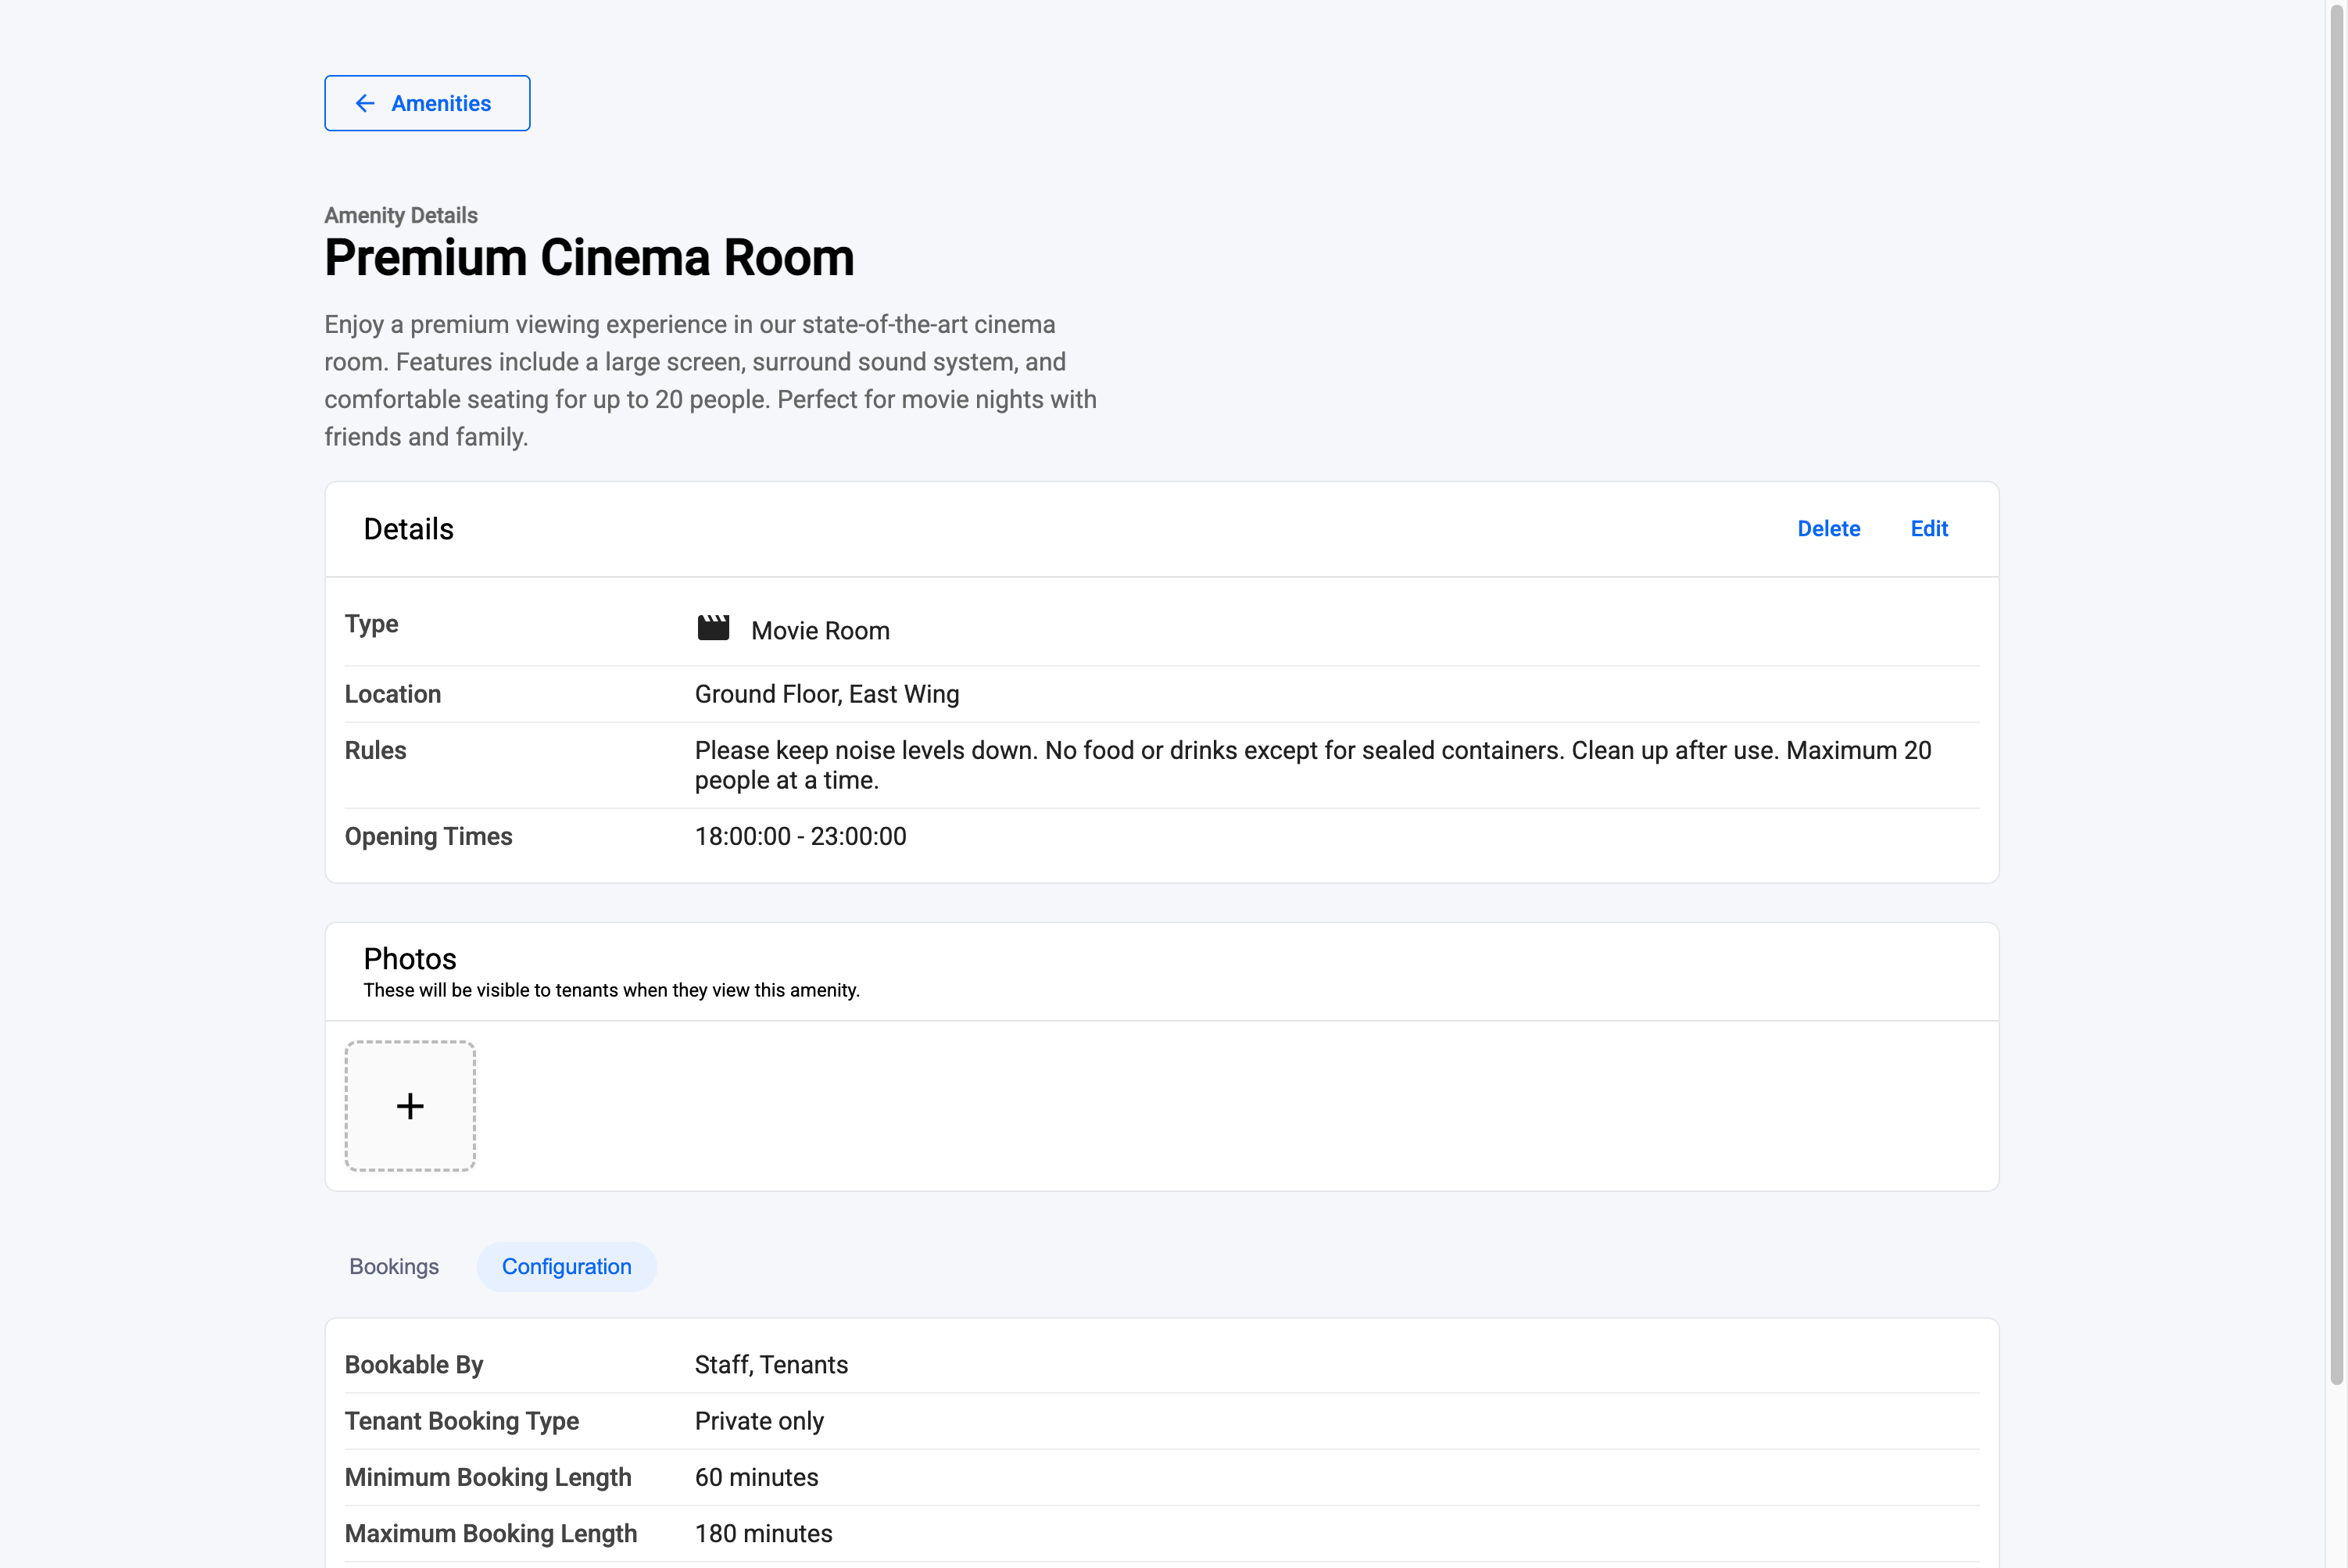 Amenities
Amenity Details
Premium Cinema Room
Enjoy a premium viewing experience in our state-of-the-art cinema
room. Features include a large screen, surround sound system, and
comfortable seating for up to 20 people. Perfect for movie nights with
friends and family.
Details
Delete
Edit
Type
Movie Room
Location
Ground Floor, East Wing
Rules
Please keep noise levels down. No food or drinks except for sealed containers. Clean up after use. Maximum 20
people at a time.
Opening Times
18:00:00 - 23:00:00
Photos
These will be visible to tenants when they view this amenity.
Bookings
Configuration
Bookable By
Staff, Tenants
Tenant Booking Type
Private only
Minimum Booking Length
60 minutes
Maximum Booking Length
180 minutes